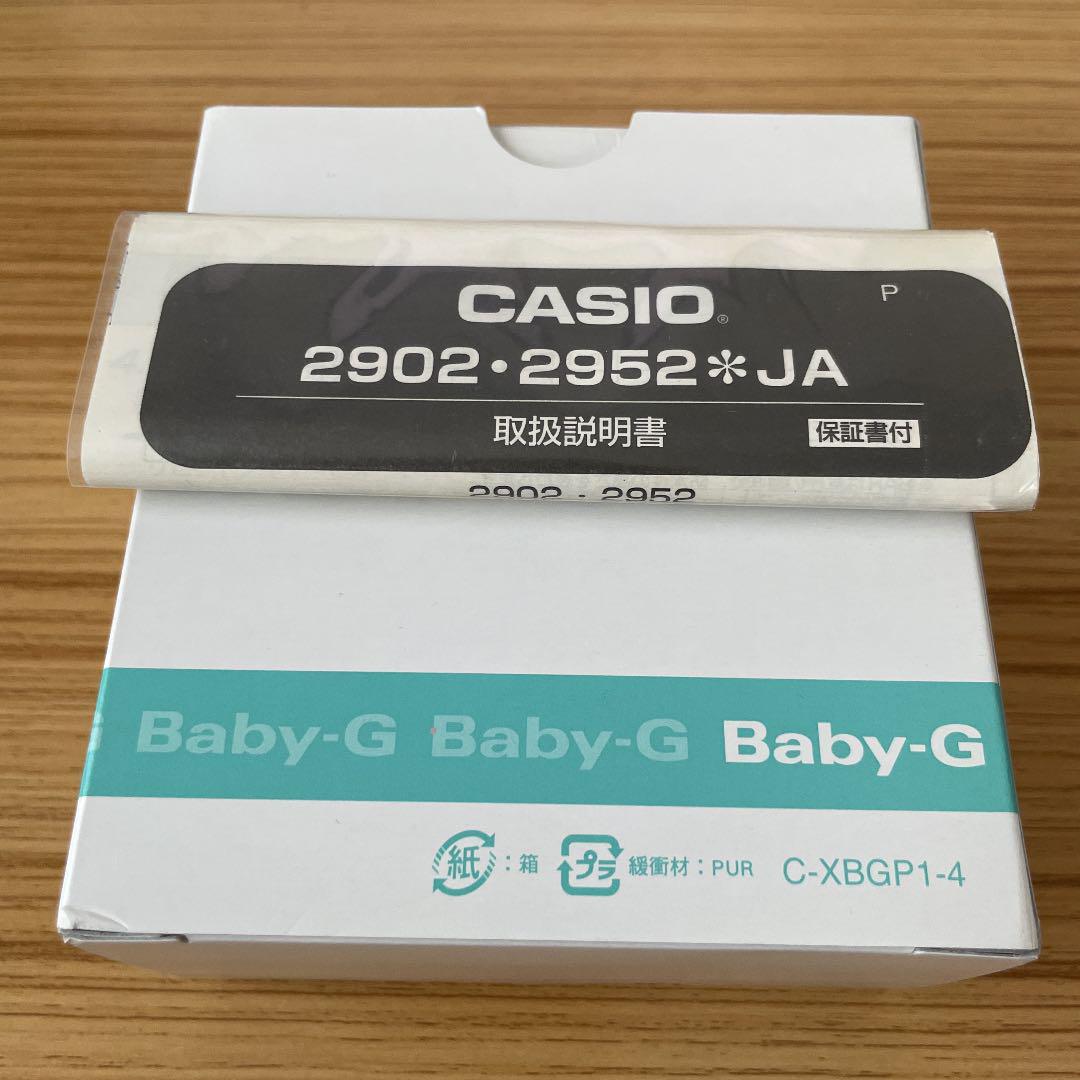 CASIO®
P
2902・2952＊JA
取扱説明書
保証書付
2902 · 2952
G Baby-G Baby-G Baby-G
紙：箱
プラ 緩衝材：PUR
C-XBGP1-4